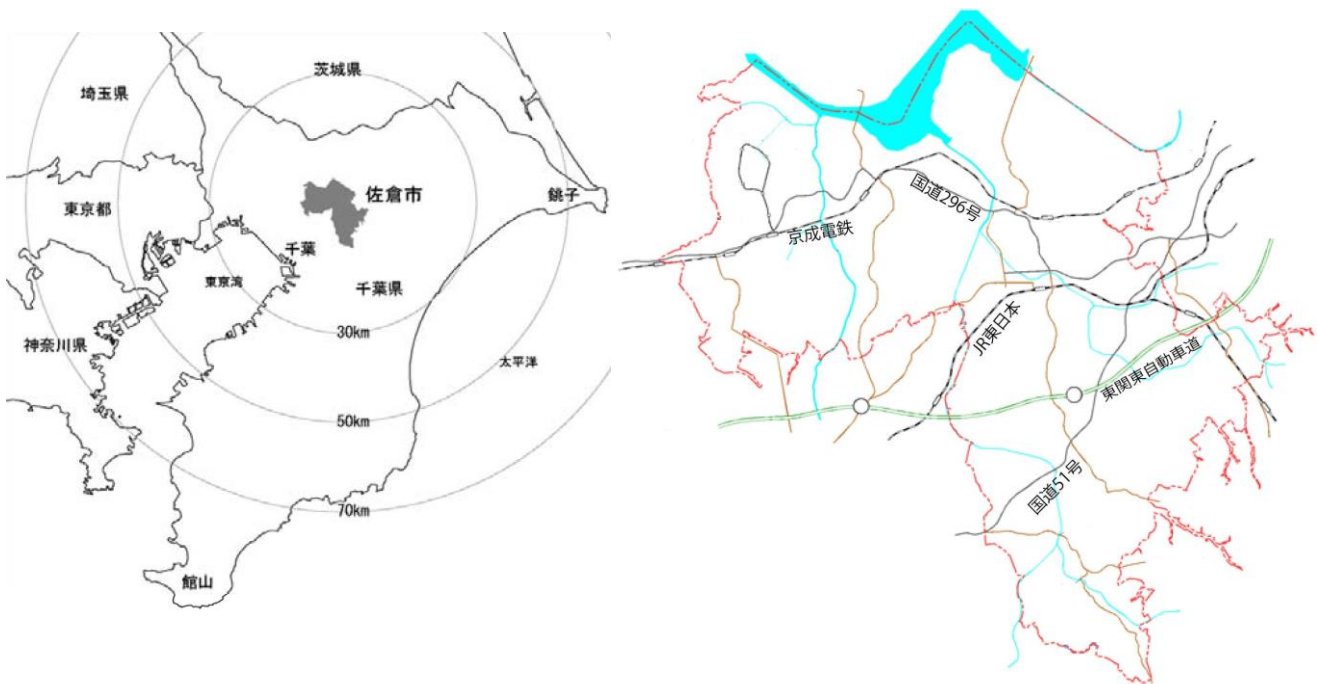 茨城県
埼玉県
佐倉市
東京都
銚子
千葉
東京湾
千葉県
30km
神奈川県
太平洋
50km
70km
館山
国道296号
京成電鉄
JR東日本
東関東自動車道
国道51号